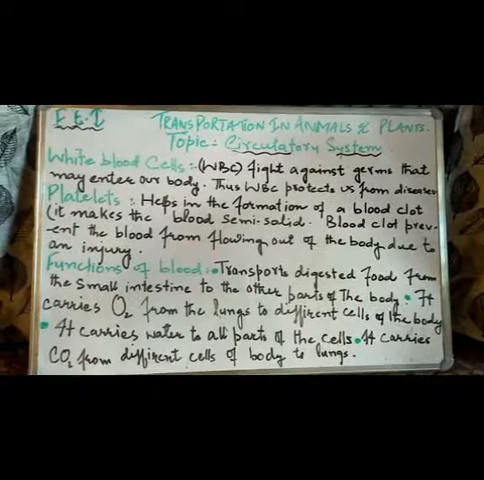 E.E.I
TRANSPORTATION IN ANIMALS & PLANTS.
Topic:- Circulatory System
White blood Cells:- (WBC) fight against germs that
may enter our body. Thus WBC protects us from diseases
Platelets : Heps in the formation of a blood clot
(it makes the blood semi-solid. Blood clot prev-
ent the blood from flowing out of the body due to
an injury
Functions of blood: • Transports digested food from
the small intestine to the other parts of the body • It
carries O₂ from the lungs to diffirent cells of the body
• It carries water to all parts of the cells • It carries
CO₂ from diffirent cells of body to lungs.